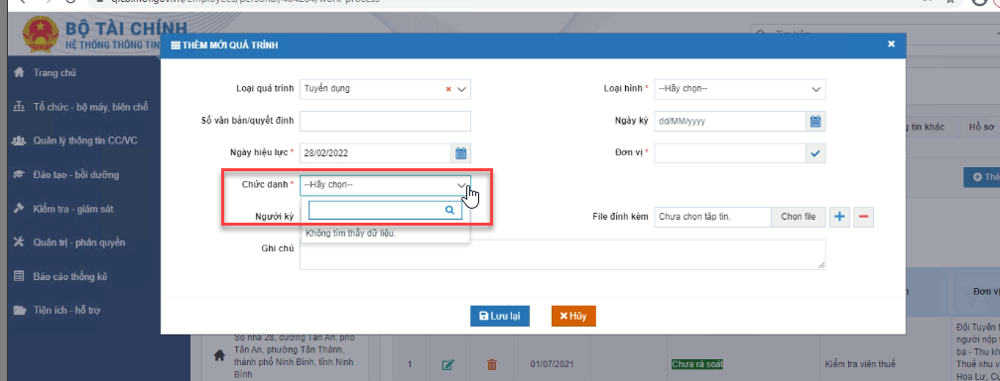 BỘ TÀI CHÍNH
HỆ THỐNG THÔNG TIN
THÊM MỚI QUÁ TRÌNH
Trang chủ
Tổ chức - bộ máy, biên chế
Quản lý thông tin CC/VC
Đào tạo - bồi dưỡng
Kiểm tra - giám sát
Quản trị - phân quyền
Báo cáo thống kê
Tiện ích - hỗ trợ
Loại quá trình Tuyển dụng
Loại hình * --Hãy chọn--
Số văn bản/quyết định
Ngày ký dd/MM/yyyy
Ngày hiệu lực * 28/02/2022
Đơn vị *
Chức danh * --Hãy chọn--
Người ký
Không tìm thấy dữ liệu.
File đính kèm Chưa chọn tập tin. Chọn file
Ghi chú
Lưu lại
Hủy
g tin khác Hồ sơ
Thê
Đơn vị
Số nhà 28, đường Tân An, phố
Tân An, phường Tân Thành,
thành phố Ninh Bình, tỉnh Ninh
Bình
1 01/07/2021 Chưa rà soát Kiểm tra viên thuế
Đội Tuyên t
người nộp t
bạ - Thu kh
Thuế khu v
Hoa Lư, C